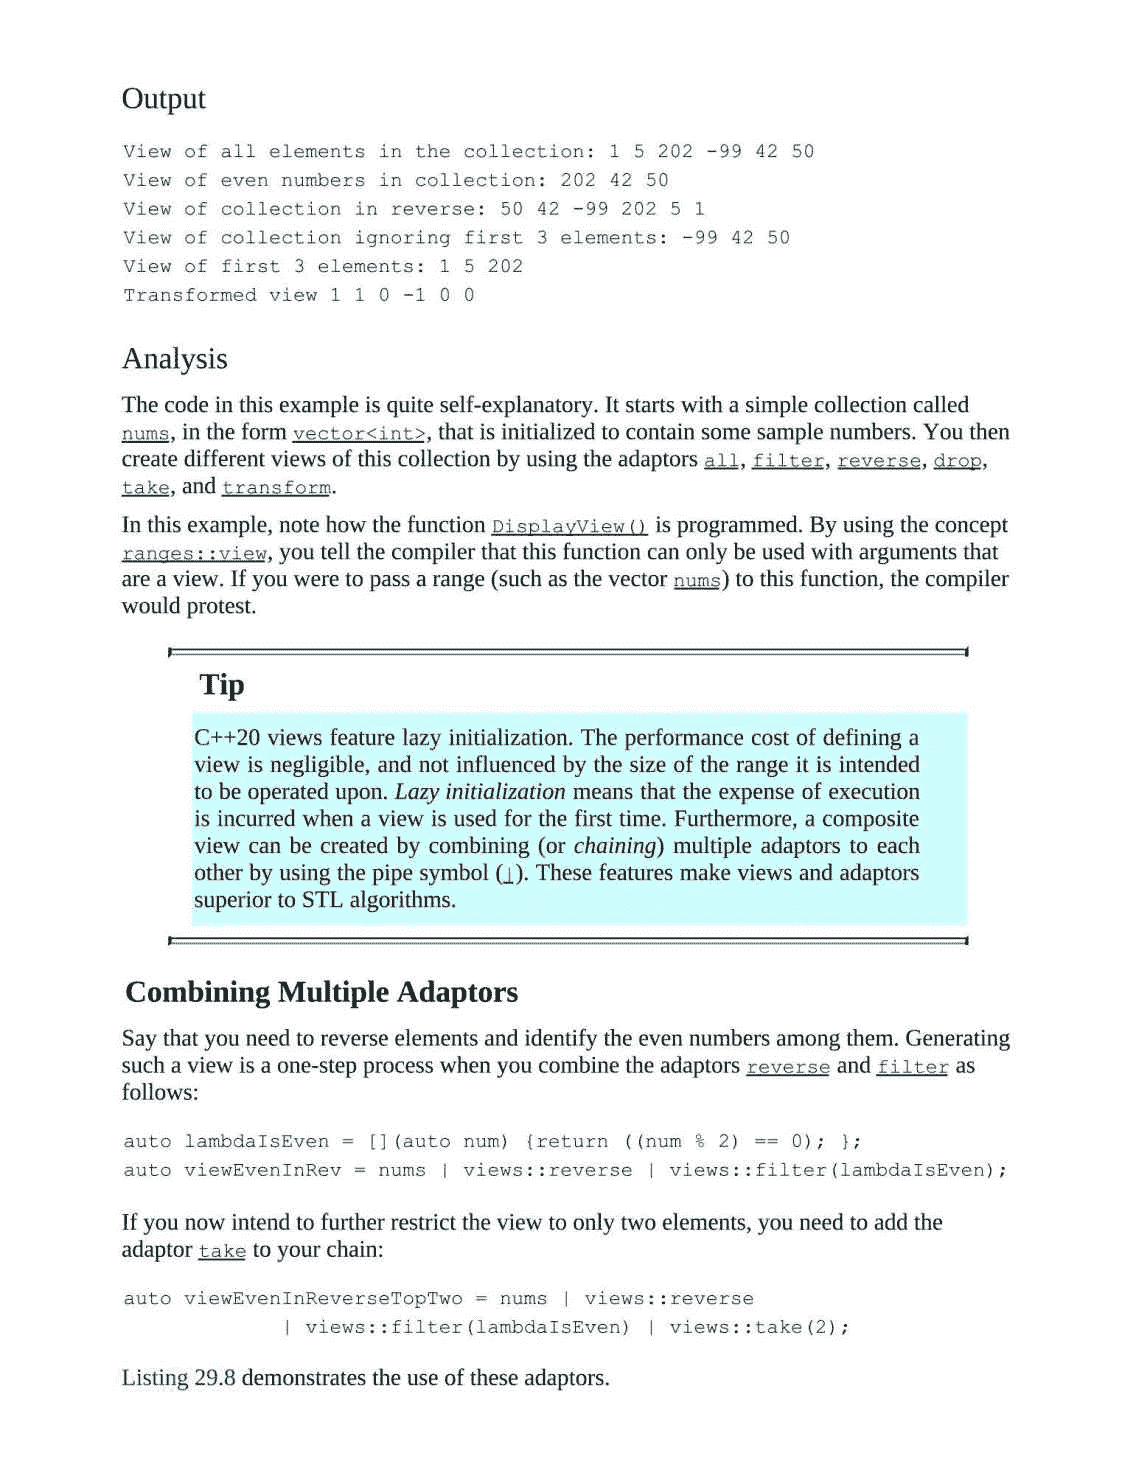 Output
View of all elements in the collection: 1 5 202 -99 42 50
View of even numbers in collection: 202 42 50
View of collection in reverse: 50 42 -99 202 5 1
View of collection ignoring first 3 elements: -99 42 50
View of first 3 elements: 1 5 202
Transformed view 1 1 0 -1 0 0
Analysis
The code in this example is quite self-explanatory. It starts with a simple collection called
nums, in the form vector<int>, that is initialized to contain some sample numbers. You then
create different views of this collection by using the adaptors all, filter, reverse, drop,
take, and transform.
In this example, note how the function DisplayView() is programmed. By using the concept
ranges::view, you tell the compiler that this function can only be used with arguments that
are a view. If you were to pass a range (such as the vector nums) to this function, the compiler
would protest.
Tip
C++20 views feature lazy initialization. The performance cost of defining a
view is negligible, and not influenced by the size of the range it is intended
to be operated upon. Lazy initialization means that the expense of execution
is incurred when a view is used for the first time. Furthermore, a composite
view can be created by combining (or chaining) multiple adaptors to each
other by using the pipe symbol (|). These features make views and adaptors
superior to STL algorithms.
Combining Multiple Adaptors
Say that you need to reverse elements and identify the even numbers among them. Generating
such a view is a one-step process when you combine the adaptors reverse and filter as
follows:
auto lambdaIsEven = [](auto num) {return ((num % 2) == 0); };
auto viewEvenInRev = nums | views::reverse | views::filter(lambdaIsEven);
If you now intend to further restrict the view to only two elements, you need to add the
adaptor take to your chain:
auto viewEvenInReverseTopTwo = nums | views::reverse
| views::filter(lambdaIsEven) | views::take(2);
Listing 29.8 demonstrates the use of these adaptors.